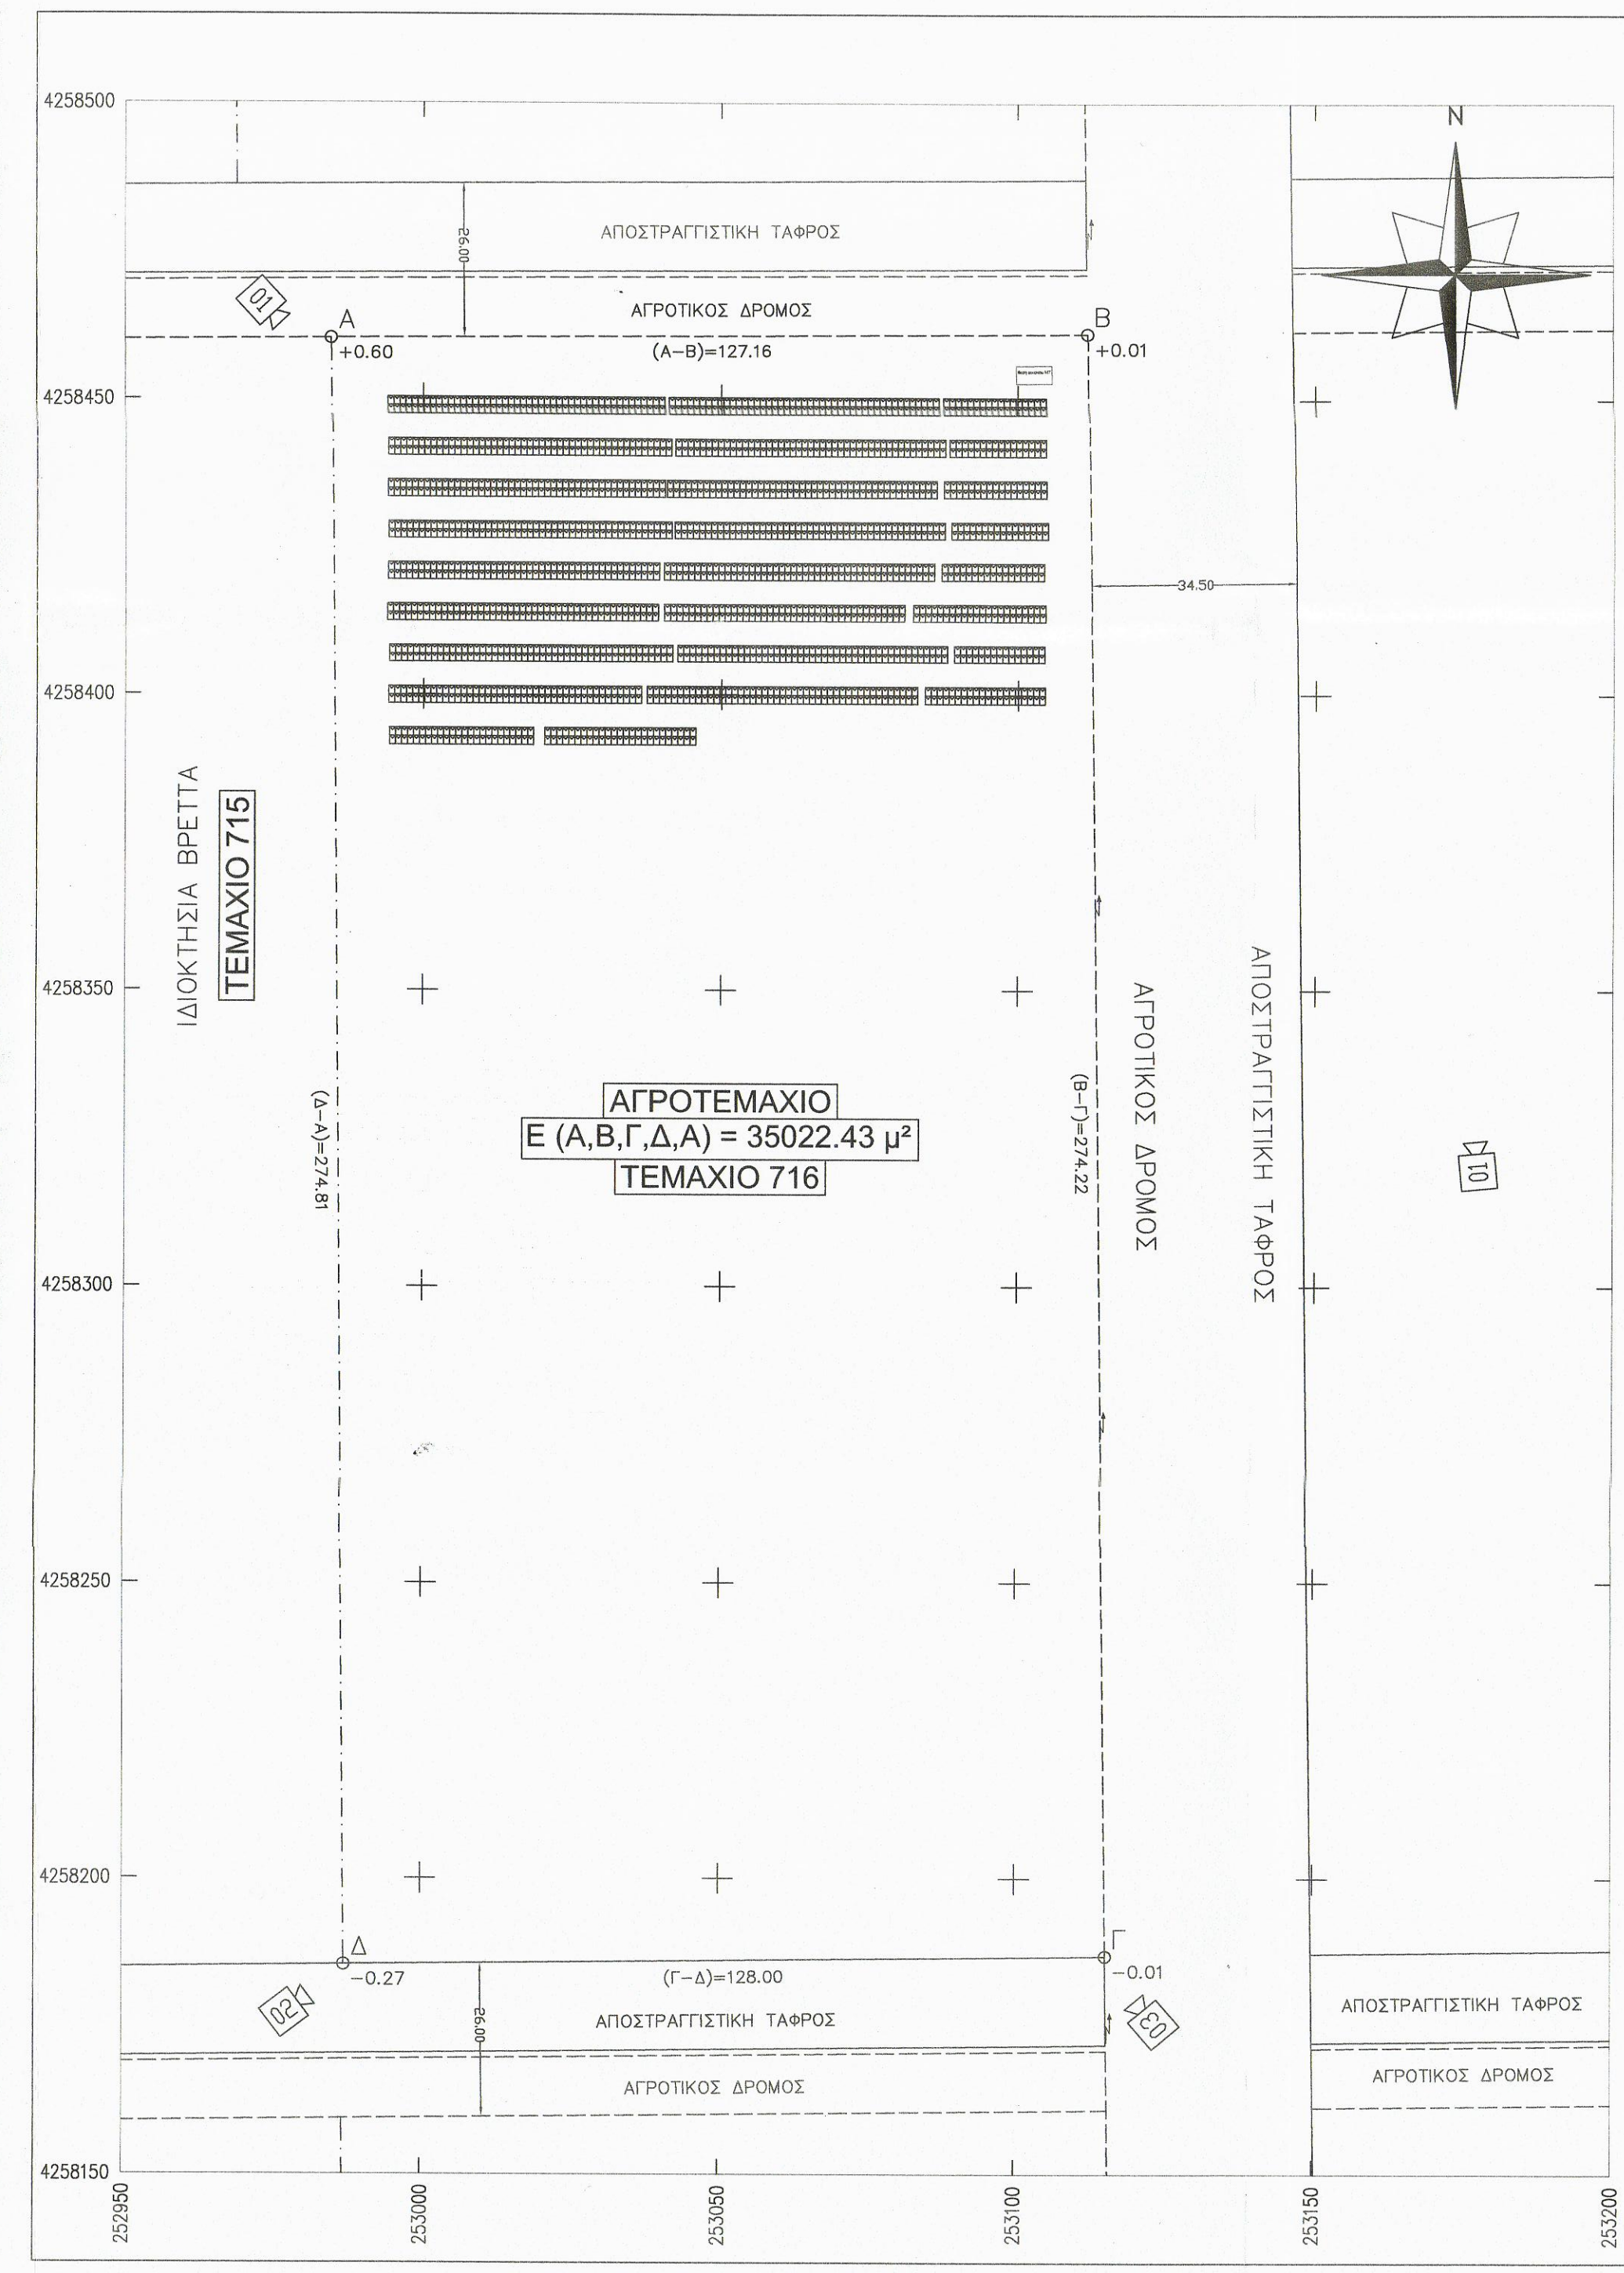 4258500
N
ΑΠΟΣΤΡΑΓΓΙΣΤΙΚΗ ΤΑΦΡΟΣ
26.00
01
ΑΓΡΟΤΙΚΟΣ ΔΡΟΜΟΣ
A
B
+0.60
(A-B)=127.16
+0.01
4258450
34.50
4258400
ΙΔΙΟΚΤΗΣΙΑ ΒΡΕΤΤΑ
ΤΕΜΑΧΙΟ 715
4258350
ΑΓΡΟΤΙΚΟΣ ΔΡΟΜΟΣ
ΑΠΟΣΤΡΑΓΓΙΣΤΙΚΗ ΤΑΦΡΟΣ
(Δ-Α)=274.81
ΑΓΡΟΤΕΜΑΧΙΟ
E (Α,Β,Γ,Δ,Α) = 35022.43 μ²
ΤΕΜΑΧΙΟ 716
(Β-Γ)=274.22
01
4258300
4258250
4258200
Δ
Γ
-0.27
(Γ-Δ)=128.00
-0.01
02
26.00
ΑΠΟΣΤΡΑΓΓΙΣΤΙΚΗ ΤΑΦΡΟΣ
03
ΑΠΟΣΤΡΑΓΓΙΣΤΙΚΗ ΤΑΦΡΟΣ
ΑΓΡΟΤΙΚΟΣ ΔΡΟΜΟΣ
ΑΓΡΟΤΙΚΟΣ ΔΡΟΜΟΣ
4258150
252950
253000
253050
253100
253150
253200